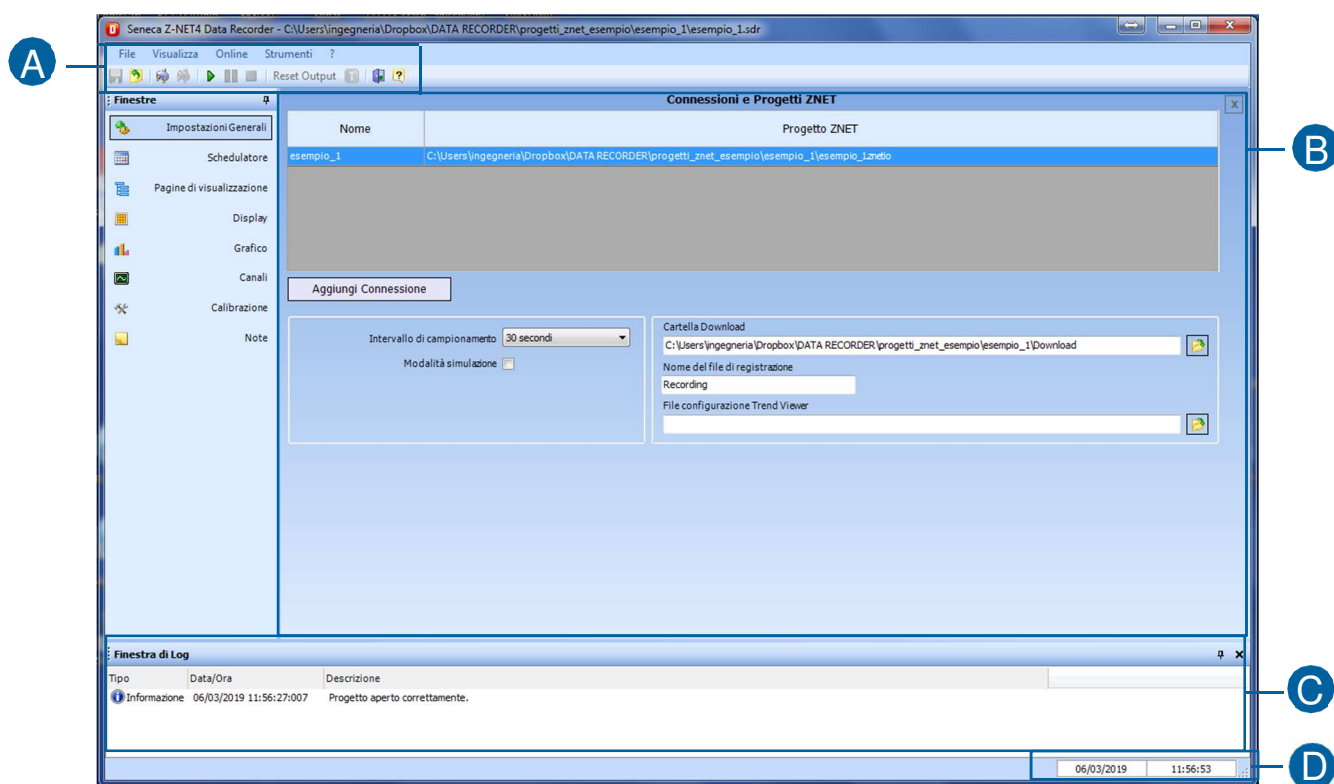 Seneca Z-NET4 Data Recorder - C:\Users\ingegneria\Dropbox\DATA RECORDER\progetti_znet_esempio\esempio_1\esempio_1.sdr
A
File Visualizza Online Strumenti ?
Reset Output
Finestre
Impostazioni Generali
Schedulatore
Pagine di visualizzazione
Display
Grafico
Canali
Calibrazione
Note
Connessioni e Progetti ZNET
Nome Progetto ZNET
esempio_1 C:\Users\ingegneria\Dropbox\DATA RECORDER\progetti_znet_esempio\esempio_1\esempio_1.znetio
B
Aggiungi Connessione
Intervallo di campionamento 30 secondi
Modalità simulazione
Cartella Download
C:\Users\ingegneria\Dropbox\DATA RECORDER\progetti_znet_esempio\esempio_1\Download
Nome del file di registrazione
Recording
File configurazione Trend Viewer
Finestra di Log
Tipo Data/Ora Descrizione
Informazione 06/03/2019 11:56:27:007 Progetto aperto correttamente.
C
06/03/2019 11:56:53
D